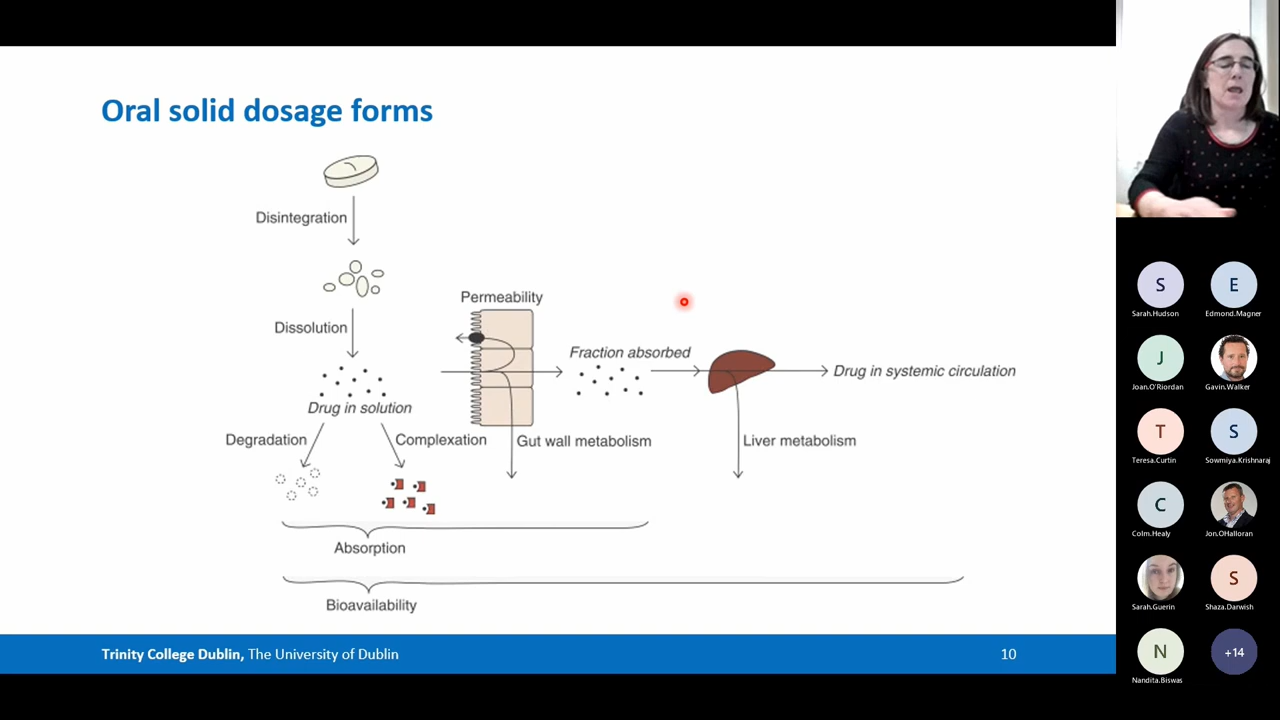 Oral solid dosage forms
Disintegration
Dissolution
Permeability
Fraction absorbed
Drug in systemic circulation
Drug in solution
Degradation
Complexation
Gut wall metabolism
Liver metabolism
Absorption
Bioavailability
Trinity College Dublin, The University of Dublin
10
S
E
Sarah.Hudson
Edmond.Magner
J
Joan.O'Riordan
Gavin.Walker
T
S
Teresa.Curtin
Sowmiya.Krishnaraj
C
Colm.Healy
Jon.OHalloran
S
Sarah.Guerin
Shaza.Darwish
N
+14
Nandita.Biswas